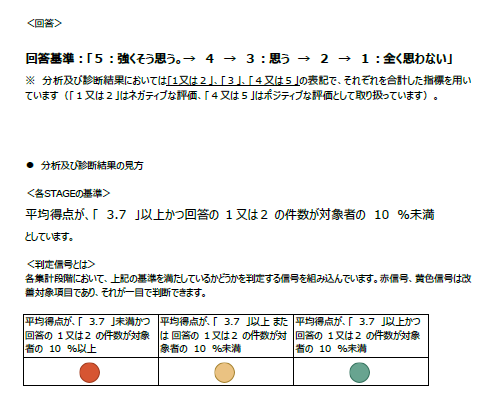 ＜回答＞
回答基準：「５：強くそう思う。→ ４ → ３：思う → ２ → １：全く思わない」
※ 分析及び診断結果においては「１又は２」、「３」、「４又は５」の表記で、それぞれを合計した指標を用い
ています（「１又は２」はネガティブな評価、「４又は５」はポジティブな評価として取り扱っています）。
● 分析及び診断結果の見方
＜各STAGEの基準＞
平均得点が、「 3.7 」以上かつ回答の １又は２ の件数が対象者の 10 %未満
としています。
＜判定信号とは＞
各集計段階において、上記の基準を満たしているかどうかを判定する信号を組み込んでいます。赤信号、黄色信号は改
善対象項目であり、それが一目で判断できます。
平均得点が、「 3.7 」未満かつ
回答の １又は２ の件数が対象
者の 10 %以上
平均得点が、「 3.7 」以上 また
は 回答の １又は２ の件数が対
象者の 10 %未満
平均得点が、「 3.7 」以上かつ
回答の １又は２ の件数が対象
者の 10 %未満